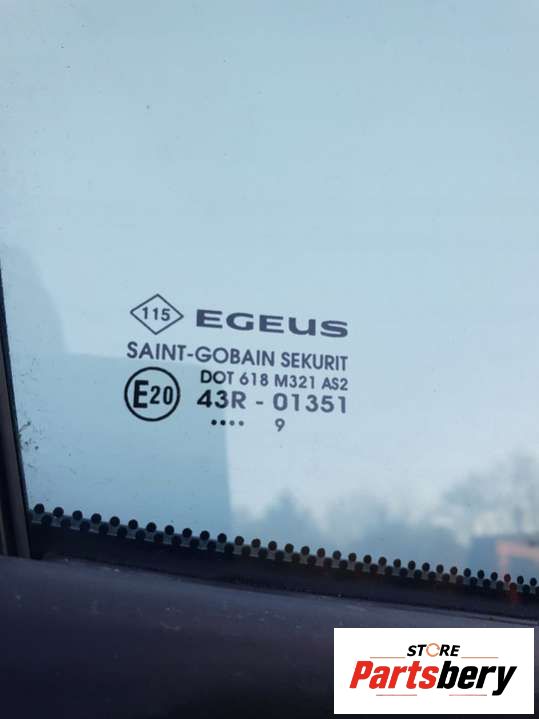 115 EGEUS
SAINT-GOBAIN SEKURIT
DOT 618 M321 AS2
E20 43R - 01351
•••• 9
STORE
Partsbery